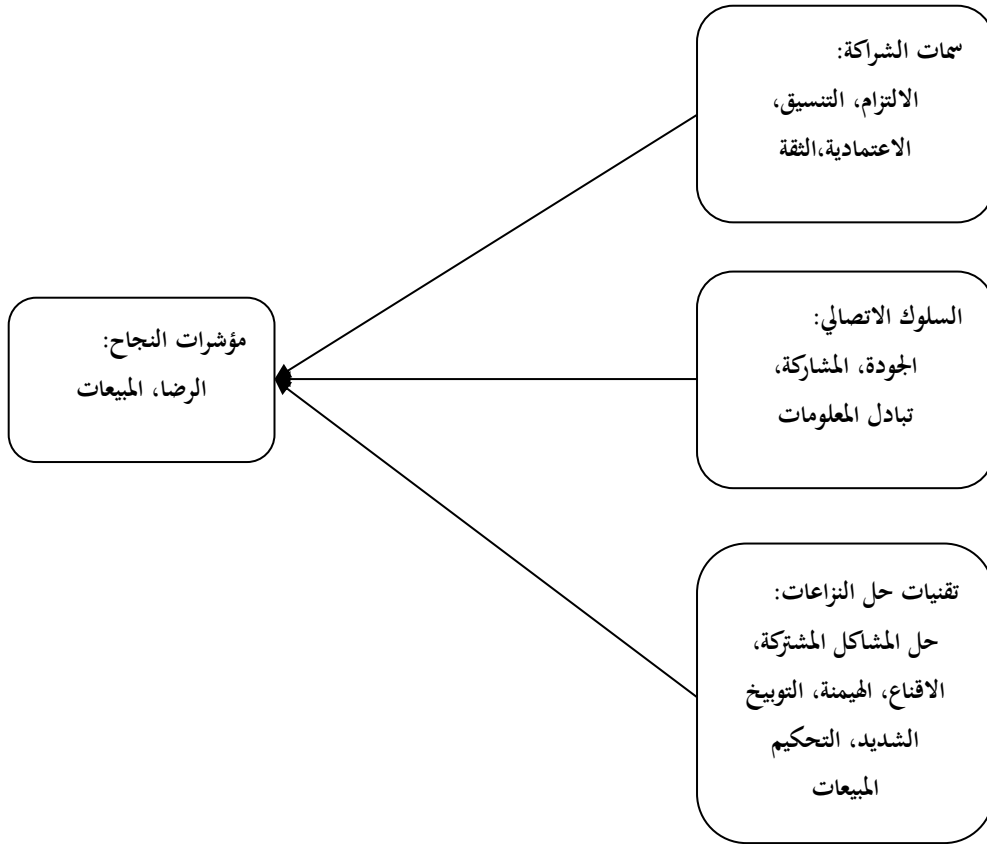 سمات الشراكة:
الالتزام، التنسيق،
الاعتمادية،الثقة
السلوك الاتصالي:
الجودة، المشاركة،
تبادل المعلومات
مؤشرات النجاح:
الرضا، المبيعات
تقنيات حل النزاعات:
حل المشاكل المشتركة،
الاقناع، الهيمنة، التوبيخ
الشديد، التحكيم
المبيعات